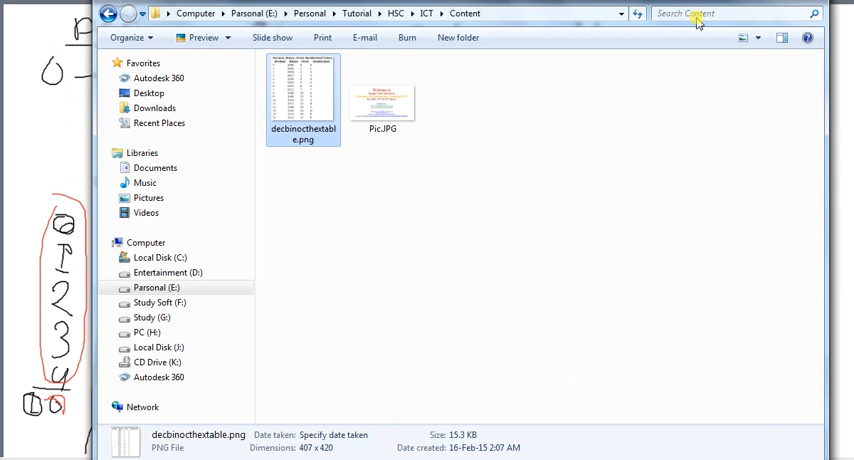 Computer ▸ Parsonal (E:) ▸ Personal ▸ Tutorial ▸ HSC ▸ ICT ▸ Content
Search Content
Organize Preview Slide show Print E-mail Burn New folder
Favorites
Autodesk 360
Desktop
Downloads
Recent Places
Libraries
Documents
Music
Pictures
Videos
Computer
Local Disk (C:)
Entertainment (D:)
Parsonal (E:)
Study Soft (F:)
Study (G:)
PC (H:)
Local Disk (J:)
CD Drive (K:)
Autodesk 360
Network
decbinocthextabl
e.png
Pic.JPG
decbinocthextable.png Date taken: Specify date taken Size: 15.3 KB
PNG File Dimensions: 407 x 420 Date created: 16-Feb-15 2:07 AM
0
1
2
3
4